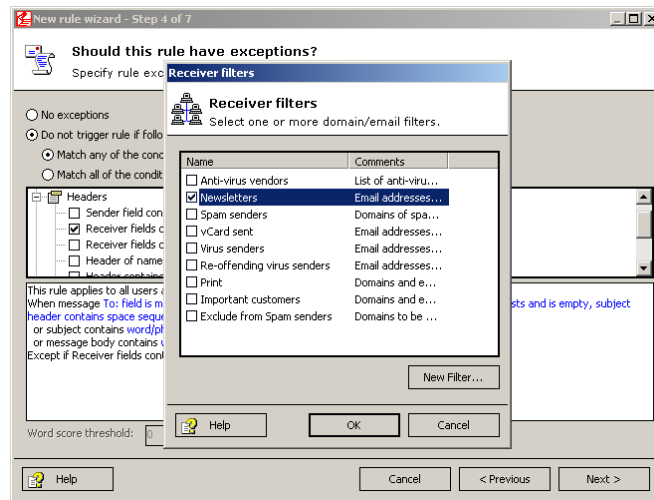 New rule wizard - Step 4 of 7
Should this rule have exceptions?
Specify rule exc
Receiver filters
Receiver filters
Select one or more domain/email filters.
No exceptions
Do not trigger rule if follo
Match any of the conc
Match all of the condit
Name Comments
Anti-virus vendors List of anti-viru...
Newsletters Email addresses...
Spam senders Domains of spa...
vCard sent Email addresses...
Virus senders Email addresses...
Re-offending virus senders Email addresses...
Print Domains and e...
Important customers Domains and e...
Exclude from Spam senders Domains to be ...
New Filter...
Help OK Cancel
Headers
Sender field con
Receiver fields c
Receiver fields c
Header of name
Header contains
This rule applies to all users a
When message To: field is m sts and is empty, subject
header contains space seque
or subject contains word/ph
or message body contains
Except if Receiver fields cont
Word score threshold: 0
Help Cancel < Previous Next >